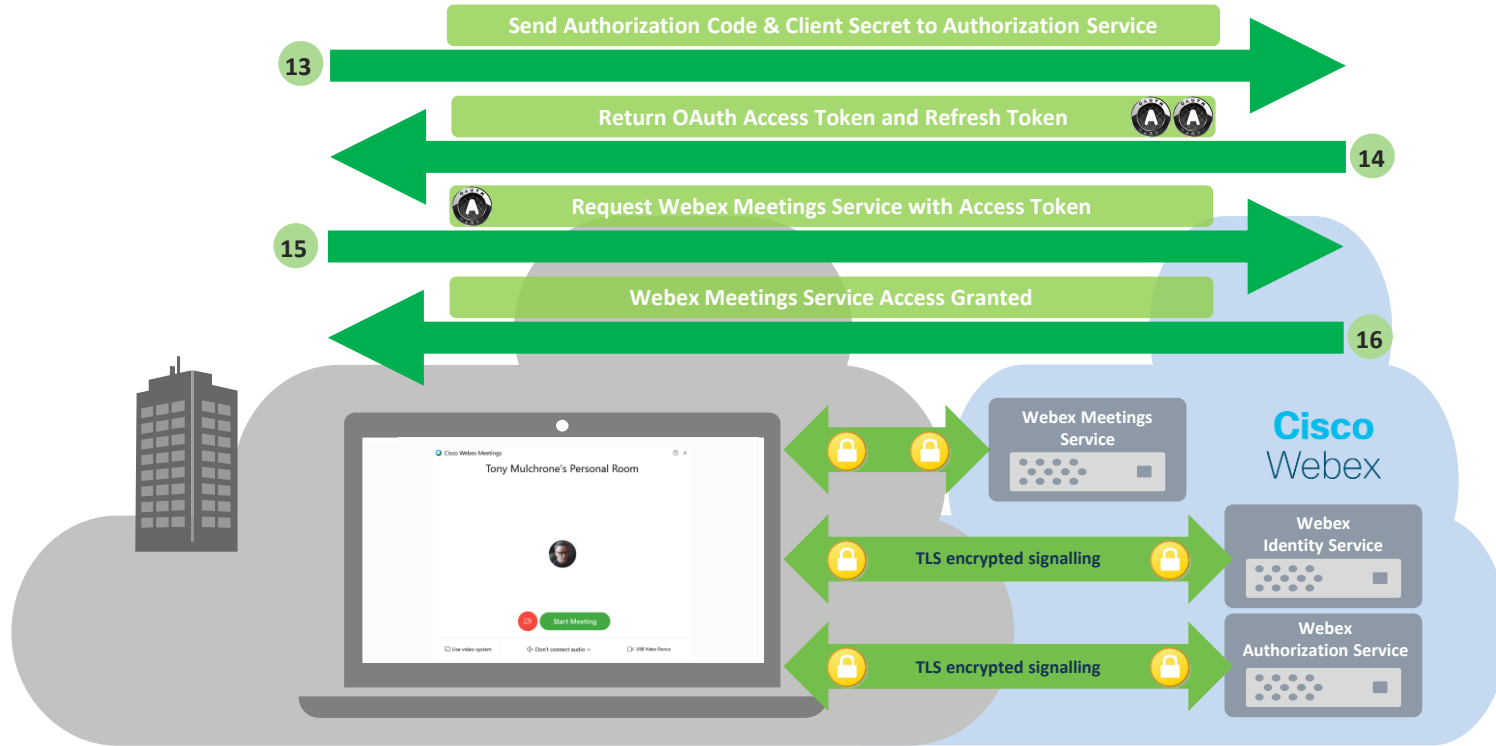 Send Authorization Code & Client Secret to Authorization Service
13
Return OAuth Access Token and Refresh Token
14
Request Webex Meetings Service with Access Token
15
Webex Meetings Service Access Granted
16
Cisco Webex Meetings
Tony Mulchrone's Personal Room
Start Meeting
Use video system
Don't connect audio
USB Video Device
Webex Meetings
Service
Cisco
Webex
TLS encrypted signalling
Webex
Identity Service
TLS encrypted signalling
Webex
Authorization Service